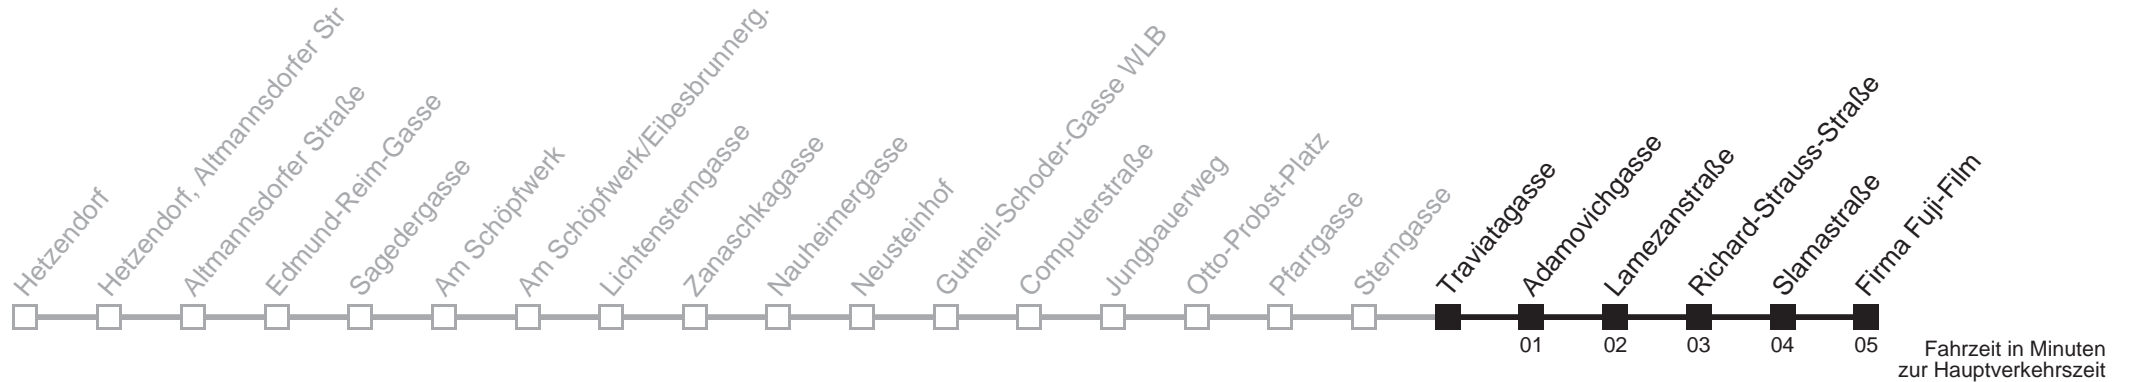 Hetzendorf
Hetzendorf, Altmannsdorfer Str
Altmannsdorfer Straße
Edmund-Reim-Gasse
Sagedergasse
Am Schöpfwerk
Am Schöpfwerk/Eibesbrunnerg.
Lichtensterngasse
Zanaschkagasse
Nauheimergasse
Neusteinhof
Gutheil-Schoder-Gasse WLB
Computerstraße
Jungbauerweg
Otto-Probst-Platz
Pfarrgasse
Sterngasse
Traviatagasse
Adamovichgasse
Lamezanstraße
Richard-Strauss-Straße
Slamastraße
Firma Fuji-Film
01 02 03 04 05
Fahrzeit in Minuten
zur Hauptverkehrszeit